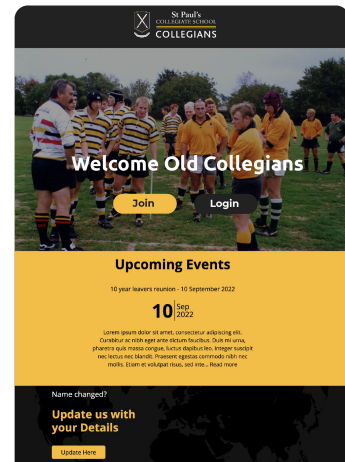 St Paul's
COLLEGIATE SCHOOL
COLLEGIANS
Welcome Old Collegians
Join
Login
Upcoming Events
10 year leavers reunion - 10 September 2022
10 Sep
2022
Lorem ipsum dolor sit amet, consectetur adipiscing elit.
Curabitur ac nibh eget ante dictum faucibus. Duis mi urna,
pharetra quis massa congue, luctus dapibus leo. Integer suscipit
nec lectus nec blandit. Praesent egestas commodo nibh nec
mollis. Etiam et volutpat risus, sed inte... Read more
Name changed?
Update us with
your Details
Update Here